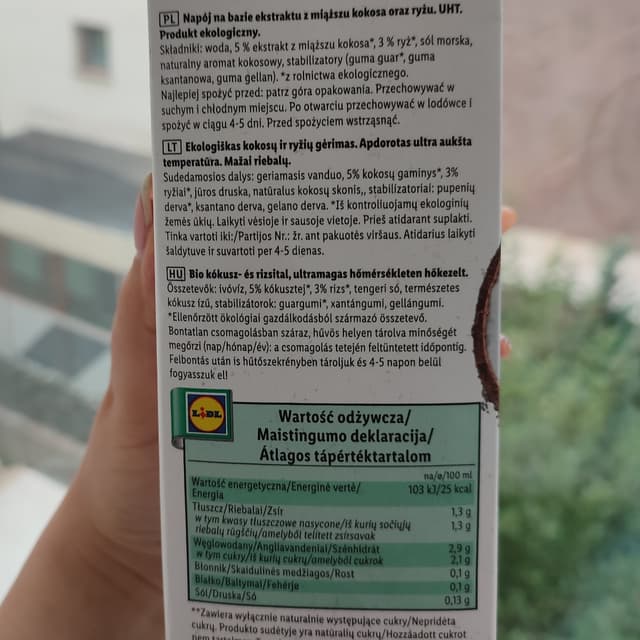 PL Napój na bazie ekstraktu z miąższu kokosa oraz ryżu. UHT.
Produkt ekologiczny.
Składniki: woda, 5 % ekstrakt z miąższu kokosa*, 3 % ryż*, sól morska,
naturalny aromat kokosowy, stabilizatory (guma guar*, guma
ksantanowa, guma gellan). *z rolnictwa ekologicznego.
Najlepiej spożyć przed: patrz góra opakowania. Przechowywać w
suchym i chłodnym miejscu. Po otwarciu przechowywać w lodówce i
spożyć w ciągu 4-5 dni. Przed spożyciem wstrząsnąć.
LT Ekologiškas kokosų ir ryžių gėrimas. Apdorotas ultra aukšta
temperatūra. Mažai riebalų.
Sudedamosios dalys: geriamasis vanduo, 5% kokosų gaminys*, 3%
ryžiai*, jūros druska, natūralus kokosų skonis,, stabilizatoriai: pupenių
derva*, ksantano derva, gelano derva. *Iš kontroliuojamų ekologinių
žemės ūkių. Laikyti vėsioje ir sausoje vietoje. Prieš atidarant suplakti.
Tinka vartoti iki:/Partijos Nr.: žr. ant pakuotės viršaus. Atidarius laikyti
šaldytuve ir suvartoti per 4-5 dienas.
HU Bio kókusz- és rizsital, ultramagas hőmérsékleten hőkezelt.
Összetevők: ivóvíz, 5% kókusztej*, 3% rizs*, tengeri só, természetes
kókusz ízű, stabilizátorok: guargumi*, xantángumi, gellángumi.
*Ellenőrzött ökológiai gazdálkodásból származó összetevő.
Bontatlan csomagolásban száraz, hűvös helyen tárolva minőségét
megőrzi (nap/hónap/év): a csomagolás tetején feltüntetett időpontig.
Felbontás után is hűtőszekrényben tároljuk és 4-5 napon belül
fogyasszuk el!
LIDL
Wartość odżywcza/
Maistingumo deklaracija/
Átlagos tápértéktartalom
na/ø/100 ml
Wartość energetyczna/Energinė vertė/ 103 kJ/25 kcal
Energia
Tłuszcz/Riebalai/Zsír 1,3 g
w tym kwasy tłuszczowe nasycone/iš kurių sočiųjų 1,3 g
riebalų rūgščių/amelyből telített zsírsavak
Węglowodany/Angliavandeniai/Szénhidrát 2,9 g
w tym cukry/iš kurių cukrų/amelyből cukrok 2,1 g
Błonnik/Skaidulinės medžiagos/Rost 0,1 g
Białko/Baltymai/Fehérje 0,1 g
Sól/Druska/Só 0,13 g
**Zawiera wyłącznie naturalnie występujące cukry/Nepridėta
cukrų. Produkto sudėtyje yra natūralių cukrų/Hozzáadott cukrot